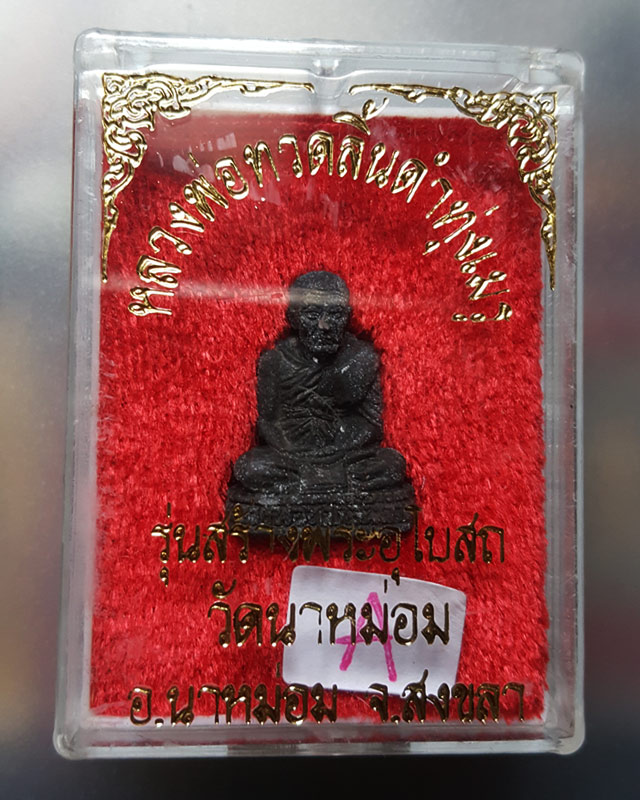 หลวงพ่อทวดลิ้นดำทุ่งแม่
รุ่นสร้างพระอุโบสถ
วัดนาหม่อม
A
อ.นาหม่อม จ.สงขลา